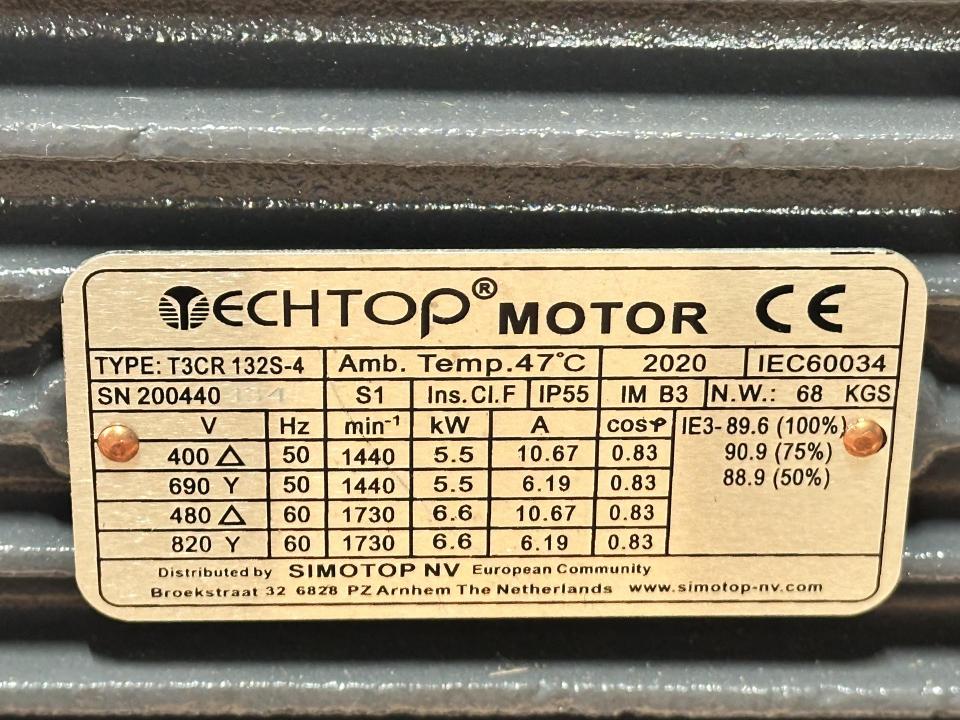 TECHTOP® MOTOR CE
TYPE: T3CR 132S-4 Amb. Temp. 47°C 2020 IEC60034
SN 200440 S1 Ins. Cl. F IP55 IM B3 N.W.: 68 KGS
V Hz min⁻¹ kW A cosφ IE3- 89.6 (100%)
400 △ 50 1440 5.5 10.67 0.83 90.9 (75%)
690 Y 50 1440 5.5 6.19 0.83 88.9 (50%)
480 △ 60 1730 6.6 10.67 0.83
820 Y 60 1730 6.6 6.19 0.83
Distributed by SIMOTOP NV European Community
Broekstraat 32 6828 PZ Arnhem The Netherlands www.simotop-nv.com